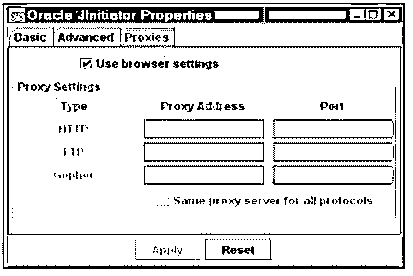 Oracle JInitiator Properties
Basic Advanced Proxies
Use browser settings
Proxy Settings
Type Proxy Address Port
HTTP
FTP
Gopher
Same proxy server for all protocols
Apply Reset